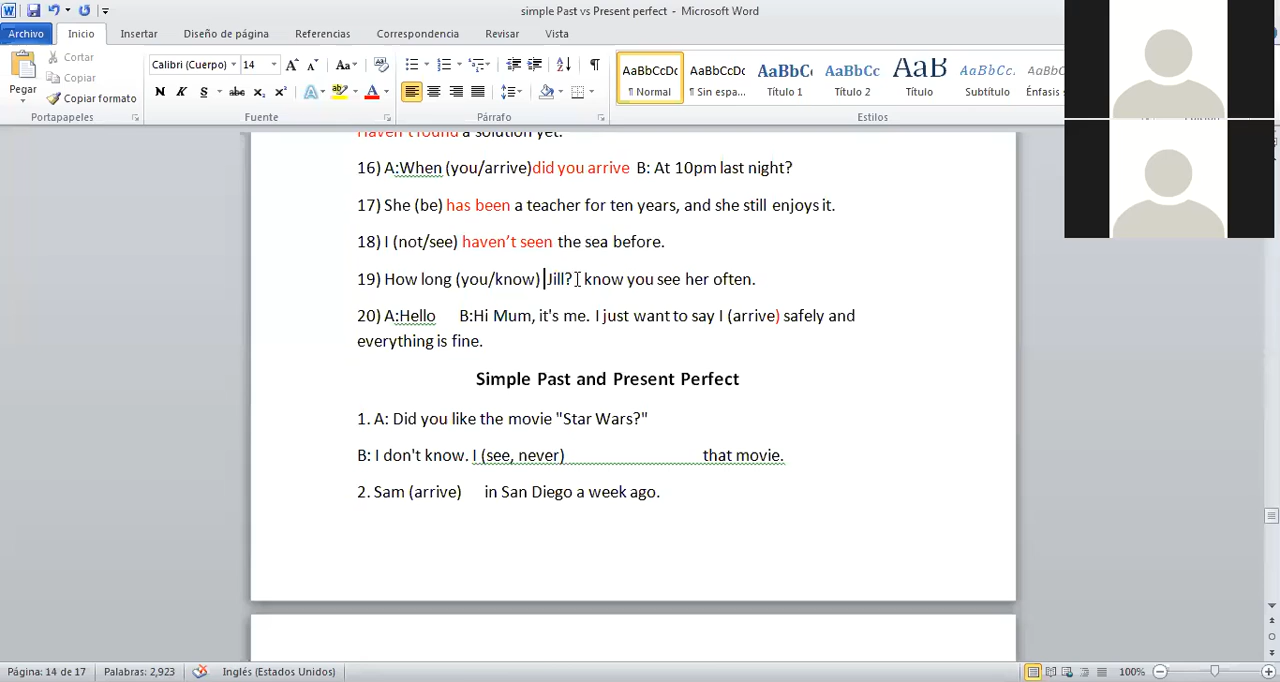 simple Past vs Present perfect - Microsoft Word
Archivo Inicio Insertar Diseño de página Referencias Correspondencia Revisar Vista
Pegar Cortar Copiar Copiar formato
Calibri (Cuerpo) 14
N K S abc x₂ x² Aa A A
AaBbCcDc AaBbCcDc AaBbC AaBbCc AaB AaBbCc. AaBbC
¶ Normal ¶ Sin espa... Título 1 Título 2 Título Subtítulo Énfasis
Portapapeles Fuente Párrafo Estilos
Haven't found a solution yet.
16) A:When (you/arrive)did you arrive B: At 10pm last night?
17) She (be) has been a teacher for ten years, and she still enjoys it.
18) I (not/see) haven't seen the sea before.
19) How long (you/know) Jill? I know you see her often.
20) A:Hello B:Hi Mum, it's me. I just want to say I (arrive) safely and
everything is fine.
Simple Past and Present Perfect
1. A: Did you like the movie "Star Wars?"
B: I don't know. I (see, never) that movie.
2. Sam (arrive) in San Diego a week ago.
Página: 14 de 17 Palabras: 2,923 Inglés (Estados Unidos) 100%